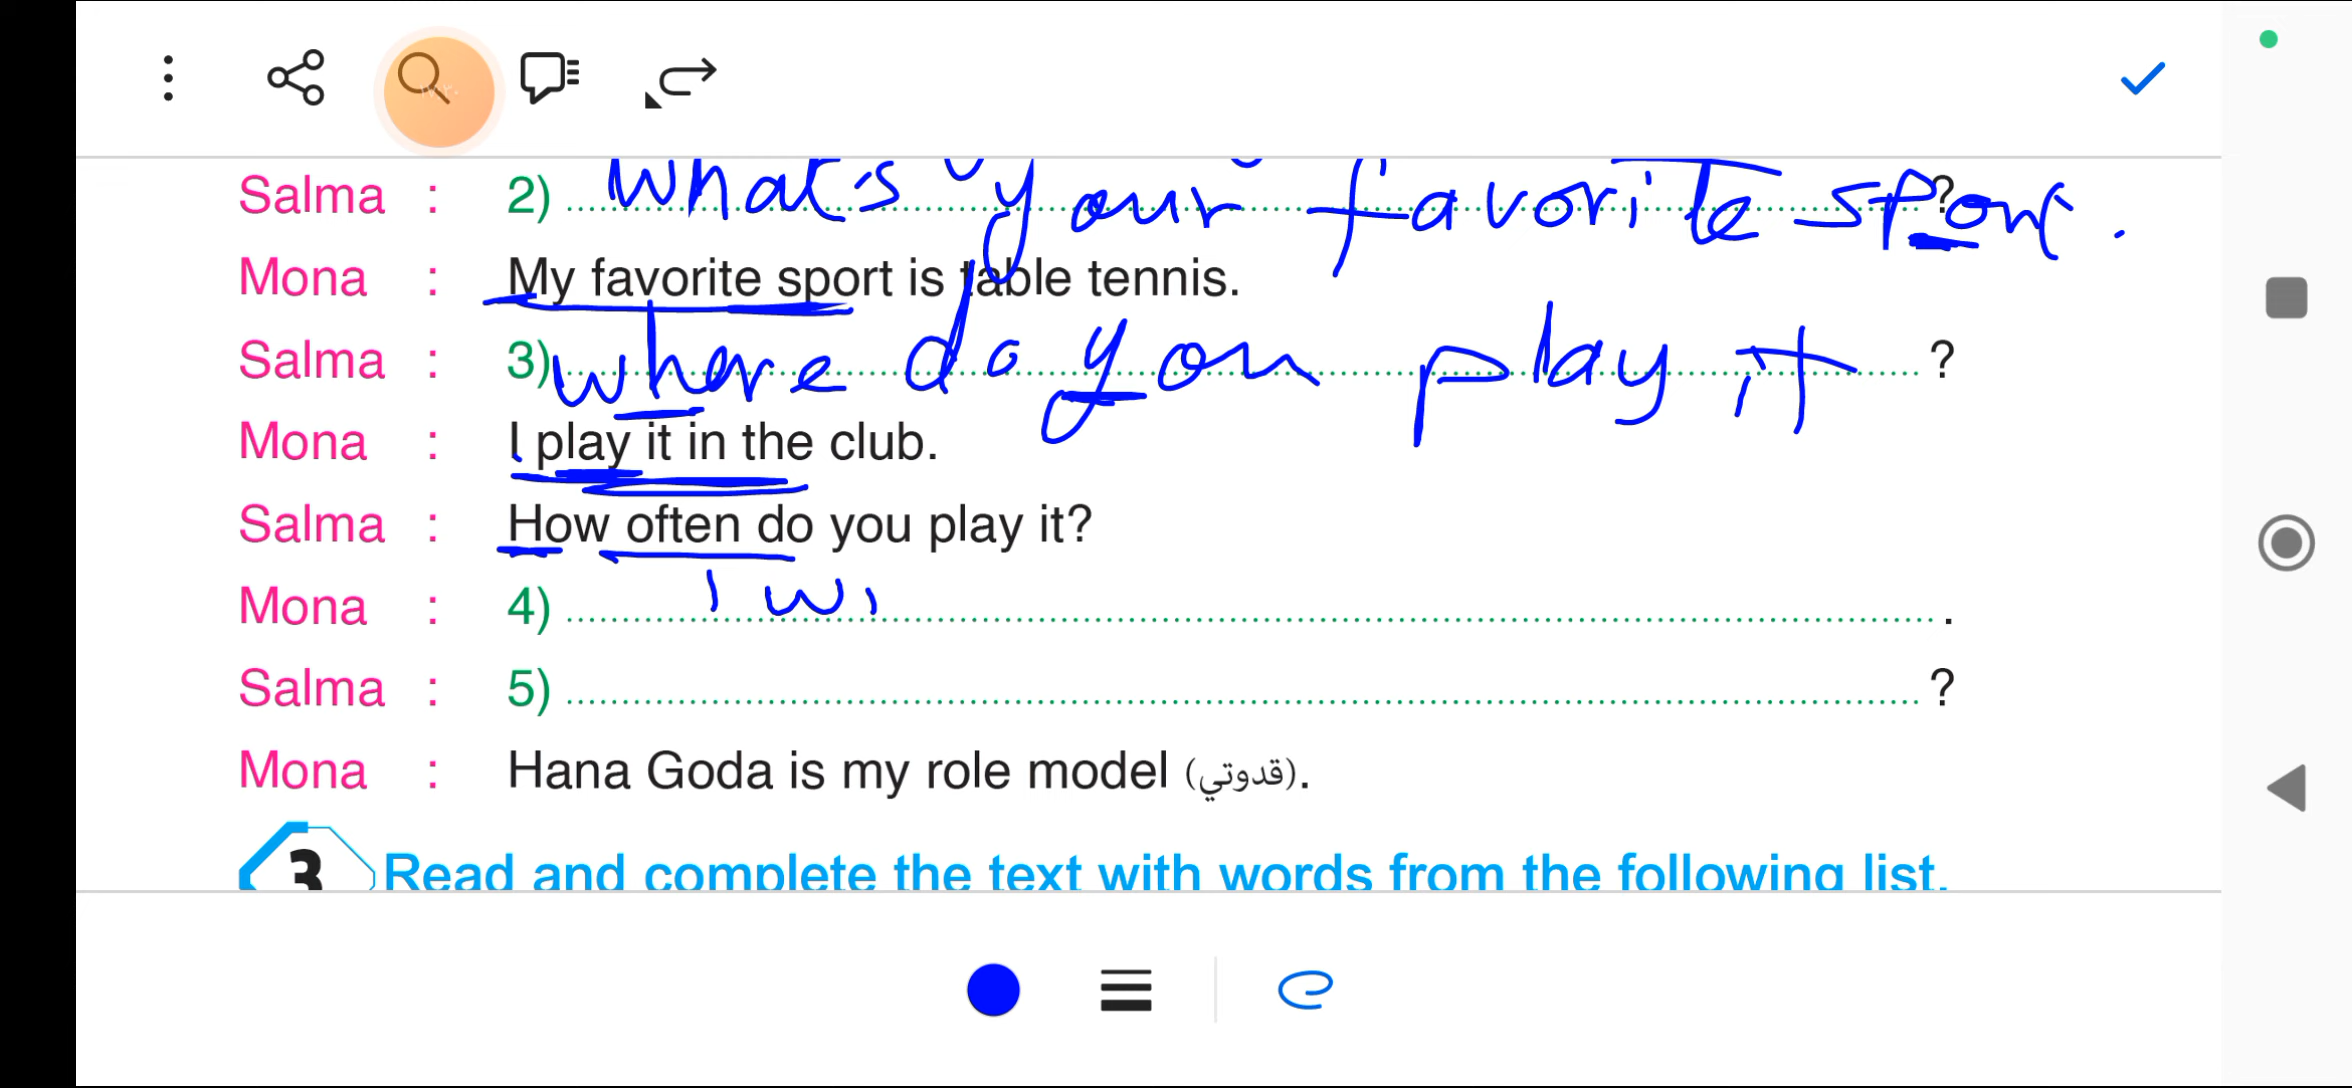 Salma : 2) What's your favorite sport. ?
Mona : My favorite sport is table tennis.
Salma : 3) where do you play it ?
Mona : I play it in the club.
Salma : How often do you play it?
Mona : 4) I wi .
Salma : 5) ?
Mona : Hana Goda is my role model (قدوتي).
3 Read and complete the text with words from the following list.